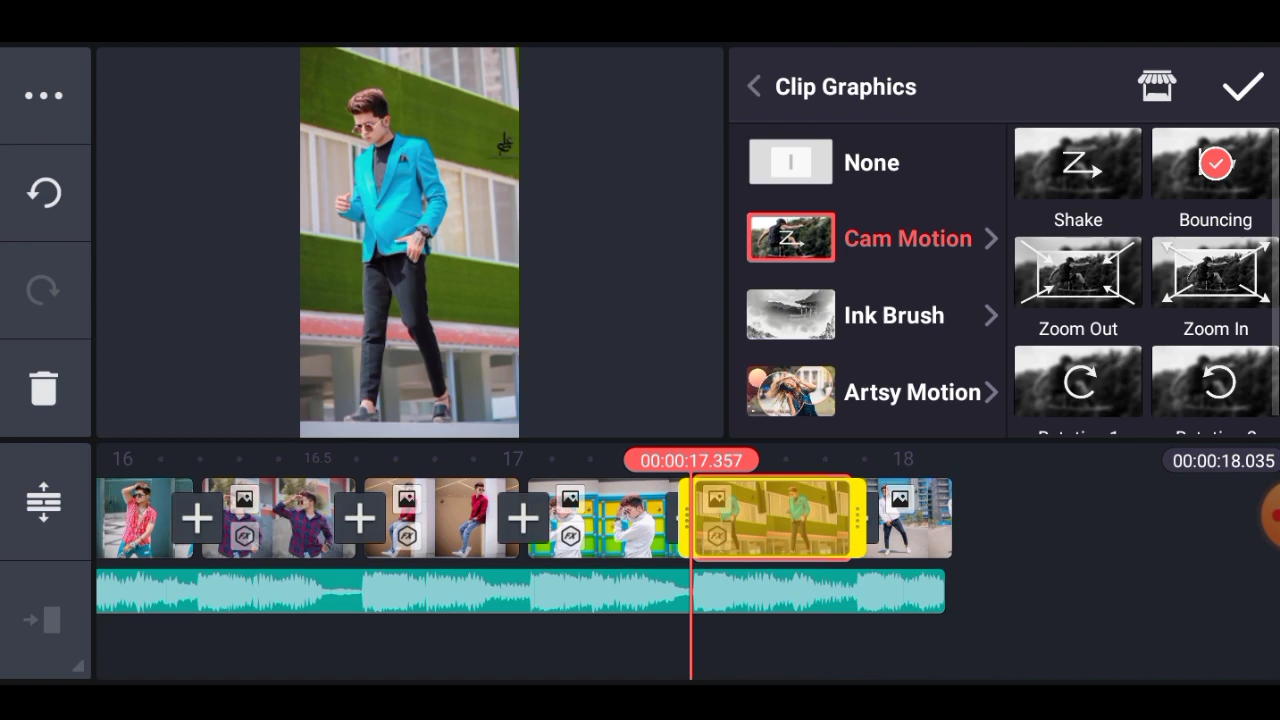 Clip Graphics
None
Cam Motion
Ink Brush
Artsy Motion
Shake
Bouncing
Zoom Out
Zoom In
16
16.5
17
00:00:17.357
18
00:00:18.035